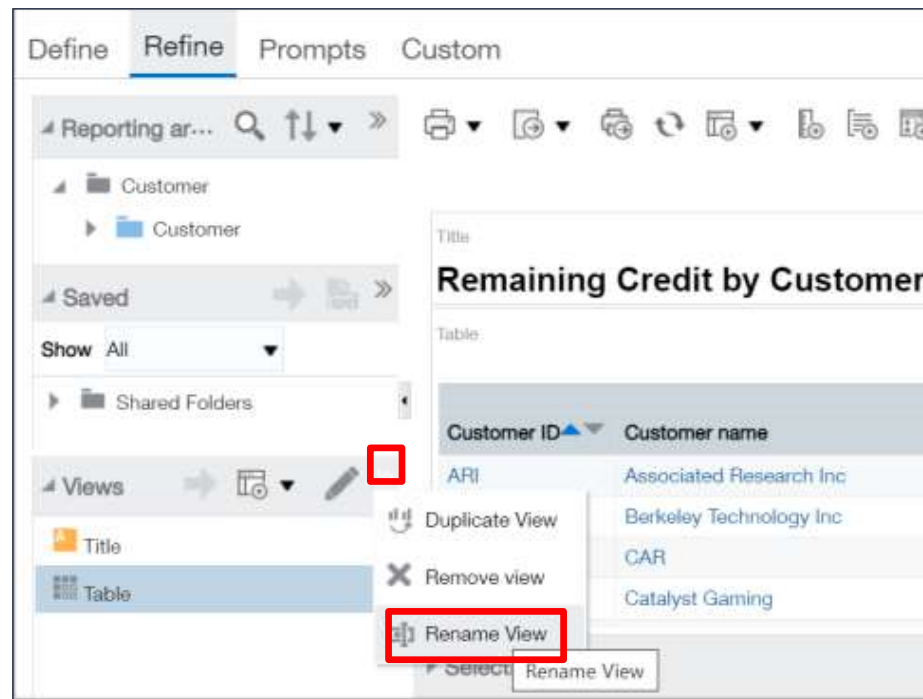 Define Refine Prompts Custom
Reporting ar...
Customer
Customer
Title
Remaining Credit by Customer
Saved
Table
Show All
Shared Folders
Customer ID Customer name
ARI Associated Research Inc
Views
Duplicate View Berkeley Technology Inc
Title
CAR
Remove view
Table
Catalyst Gaming
Rename View
Select
Rename View